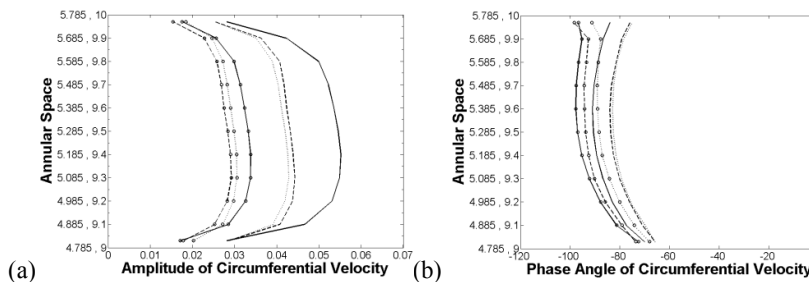 Annular Space
5.785 , 10
5.685 , 9.9
5.585 , 9.8
5.485 , 9.7
5.385 , 9.6
5.285 , 9.5
5.185 , 9.4
5.085 , 9.3
4.985 , 9.2
4.885 , 9.1
4.785 , 9
0 0.01 0.02 0.03 0.04 0.05 0.06 0.07
(a) Amplitude of Circumferential Velocity
Annular Space
5.785 , 10
5.685 , 9.9
5.585 , 9.8
5.485 , 9.7
5.385 , 9.6
5.285 , 9.5
5.185 , 9.4
5.085 , 9.3
4.985 , 9.2
4.885 , 9.1
4.785 , 9
-120 -100 -80 -60 -40 -20
(b) Phase Angle of Circumferential Velocity